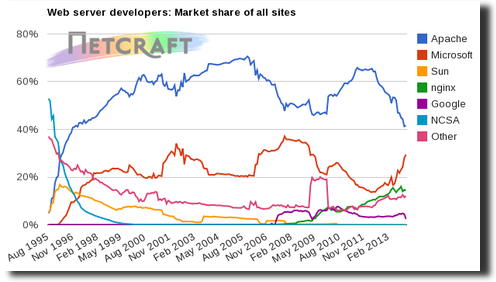 Web server developers: Market share of all sites
NETCRAFT
80%
60%
40%
20%
0%
Apache
Microsoft
Sun
nginx
Google
NCSA
Other
Aug 1995
Nov 1996
Feb 1998
May 1999
Aug 2000
Nov 2001
Feb 2003
May 2004
Aug 2005
Nov 2006
Feb 2008
May 2009
Aug 2010
Nov 2011
Feb 2013